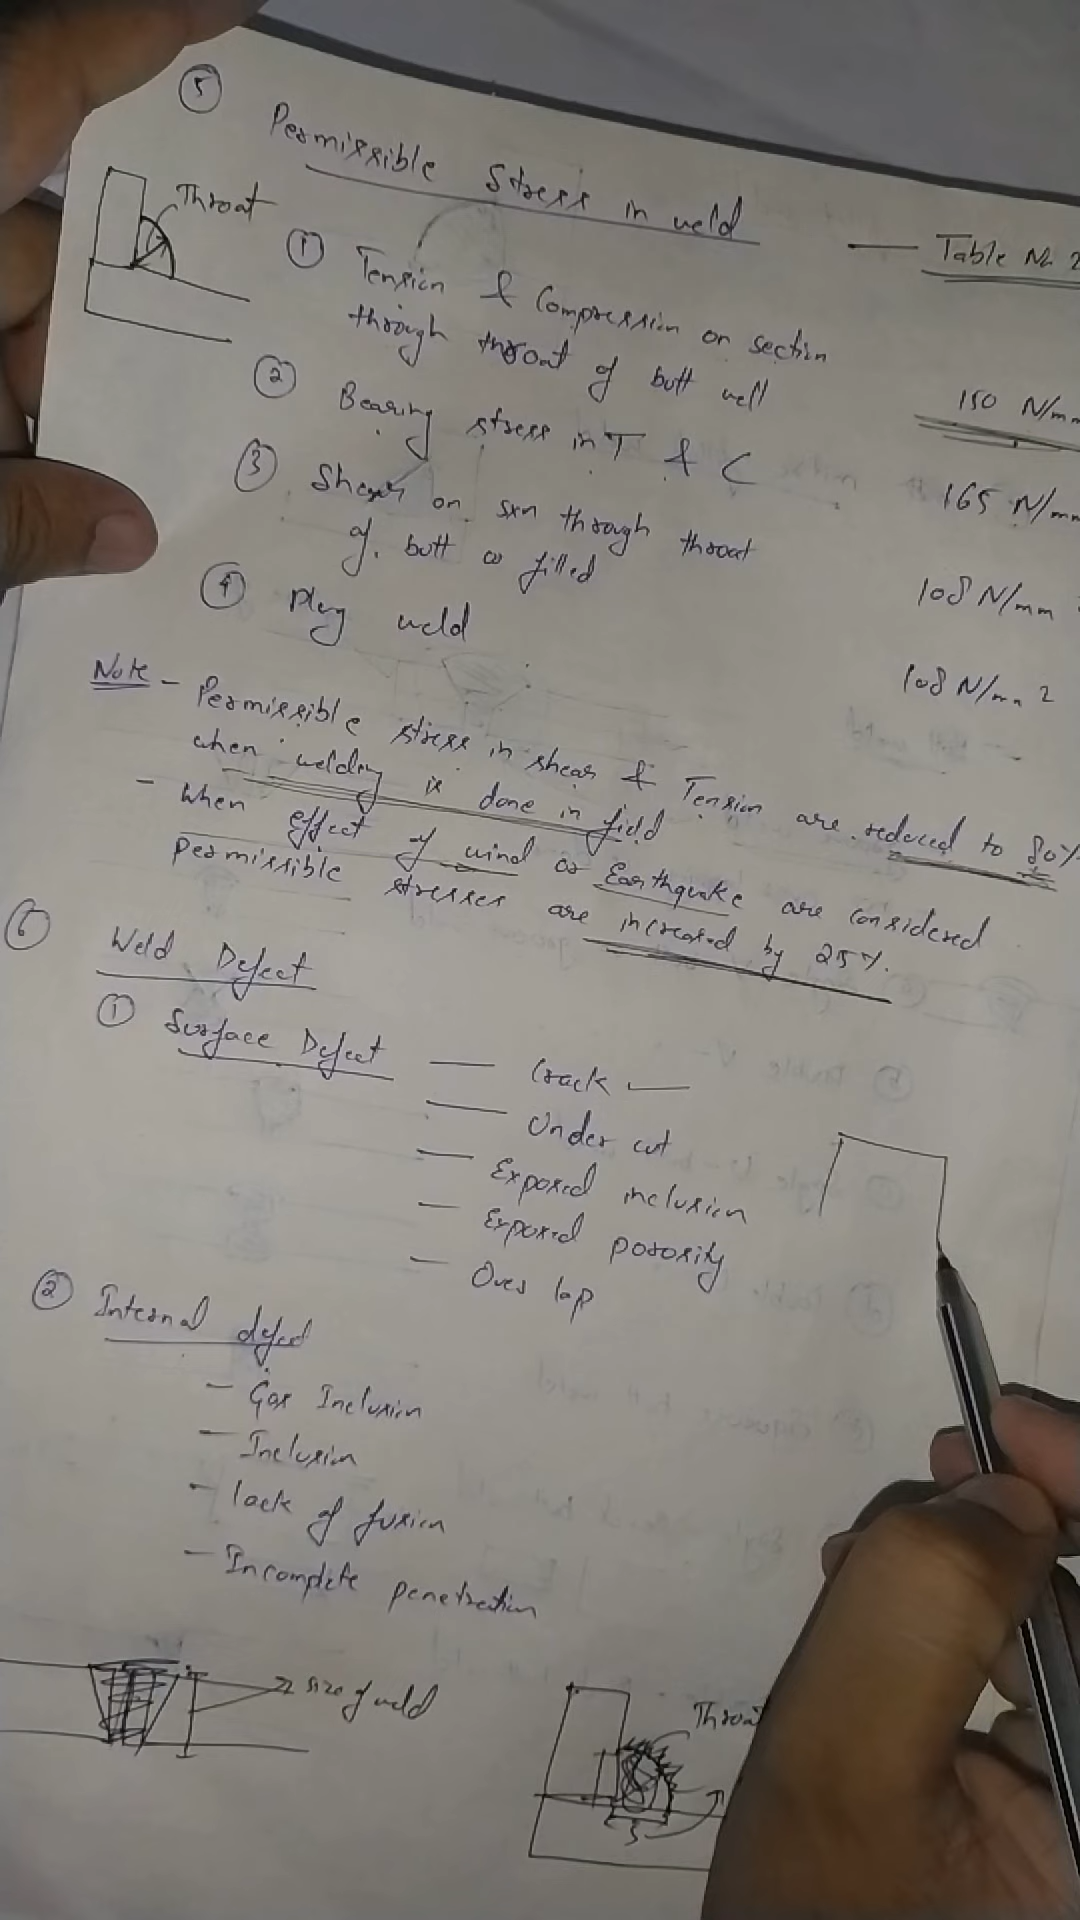 5 Permissible Stress in weld
Throat
— Table No 2
1 Tension & Compression on section
through throat of butt well
150 N/mm
2 Bearing stress in T & C
165 N/mm
3 Shear on sxn through throat
of butt or filled
108 N/mm 2
4 Plug weld
108 N/mm 2
Note - Permissible stress in shear & Tension are reduced to 80%
when welding is done in field
- When effect of wind or Earthquake are considered
permissible stresses are increased by 25%.
6 Weld Defect
1 Surface Defect — Crack —
— Under cut
— Exposed inclusion
— Exposed porosity
— Over lap
2 Internal defect
- Gas Inclusion
- Inclusion
- lack of fusion
- Incomplete penetration
size of weld
Throat
S